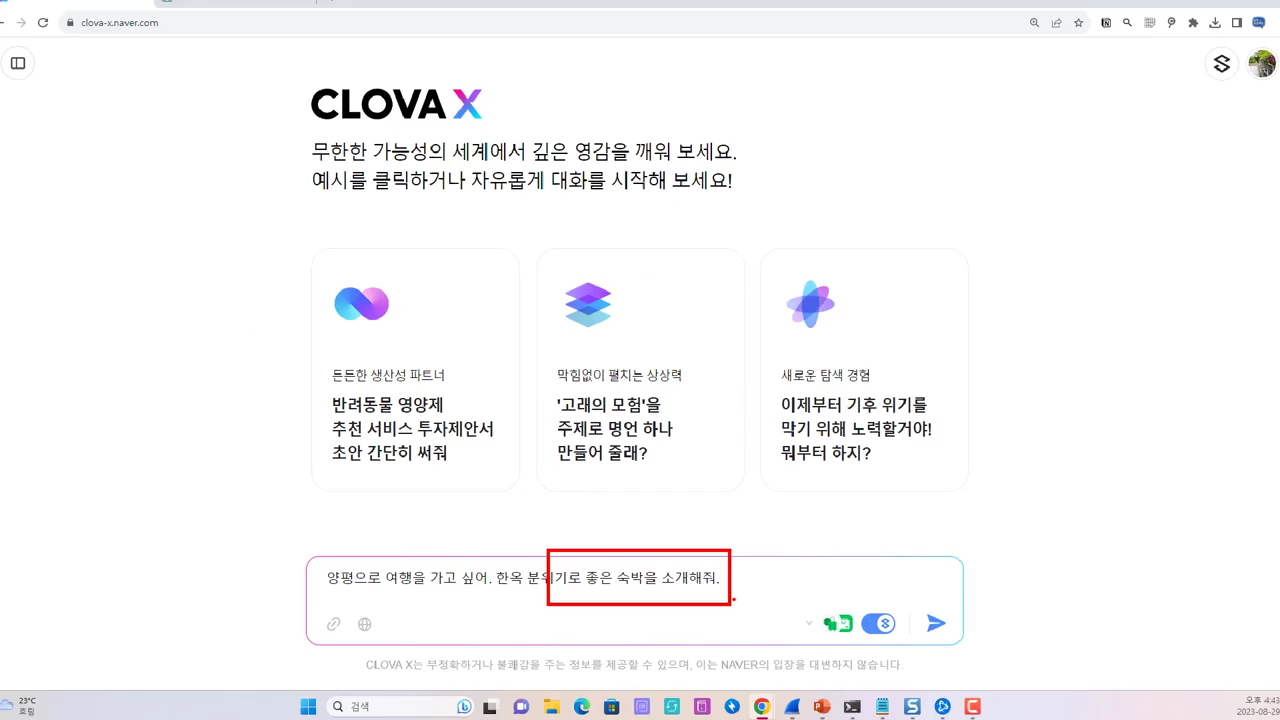 clova-x.naver.com
CLOVA X
무한한 가능성의 세계에서 깊은 영감을 깨워 보세요.
예시를 클릭하거나 자유롭게 대화를 시작해 보세요!
든든한 생산성 파트너
반려동물 영양제
추천 서비스 투자제안서
초안 간단히 써줘
막힘없이 펼치는 상상력
'고래의 모험'을
주제로 명언 하나
만들어 줄래?
새로운 탐색 경험
이제부터 기후 위기를
막기 위해 노력할거야!
뭐부터 하지?
양평으로 여행을 가고 싶어. 한옥 분위기로 좋은 숙박을 소개해줘.
CLOVA X는 부정확하거나 불쾌감을 주는 정보를 제공할 수 있으며, 이는 NAVER의 입장을 대변하지 않습니다.
23°C
흐림
검색
오후 4:43
2023-08-29